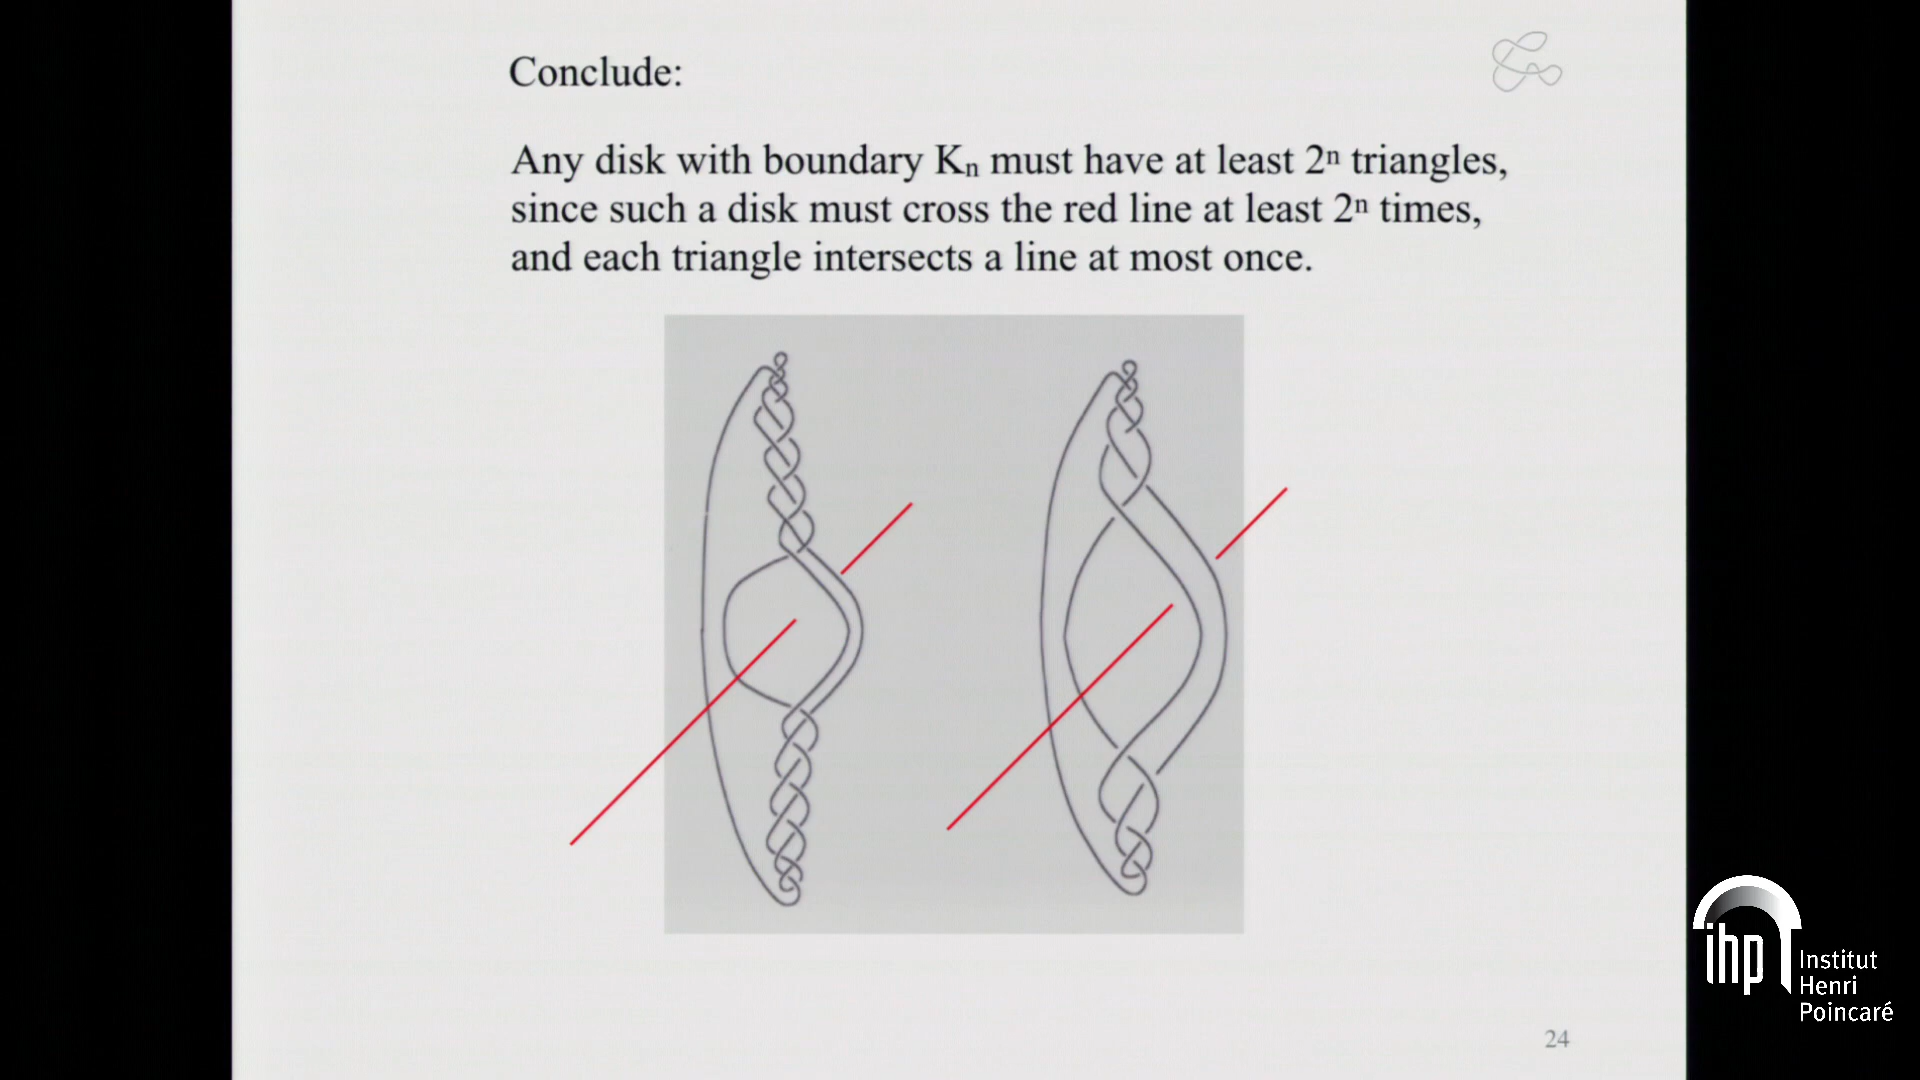 Conclude:
Any disk with boundary Kₙ must have at least 2ⁿ triangles,
since such a disk must cross the red line at least 2ⁿ times,
and each triangle intersects a line at most once.
ihp
Institut
Henri
Poincaré
24